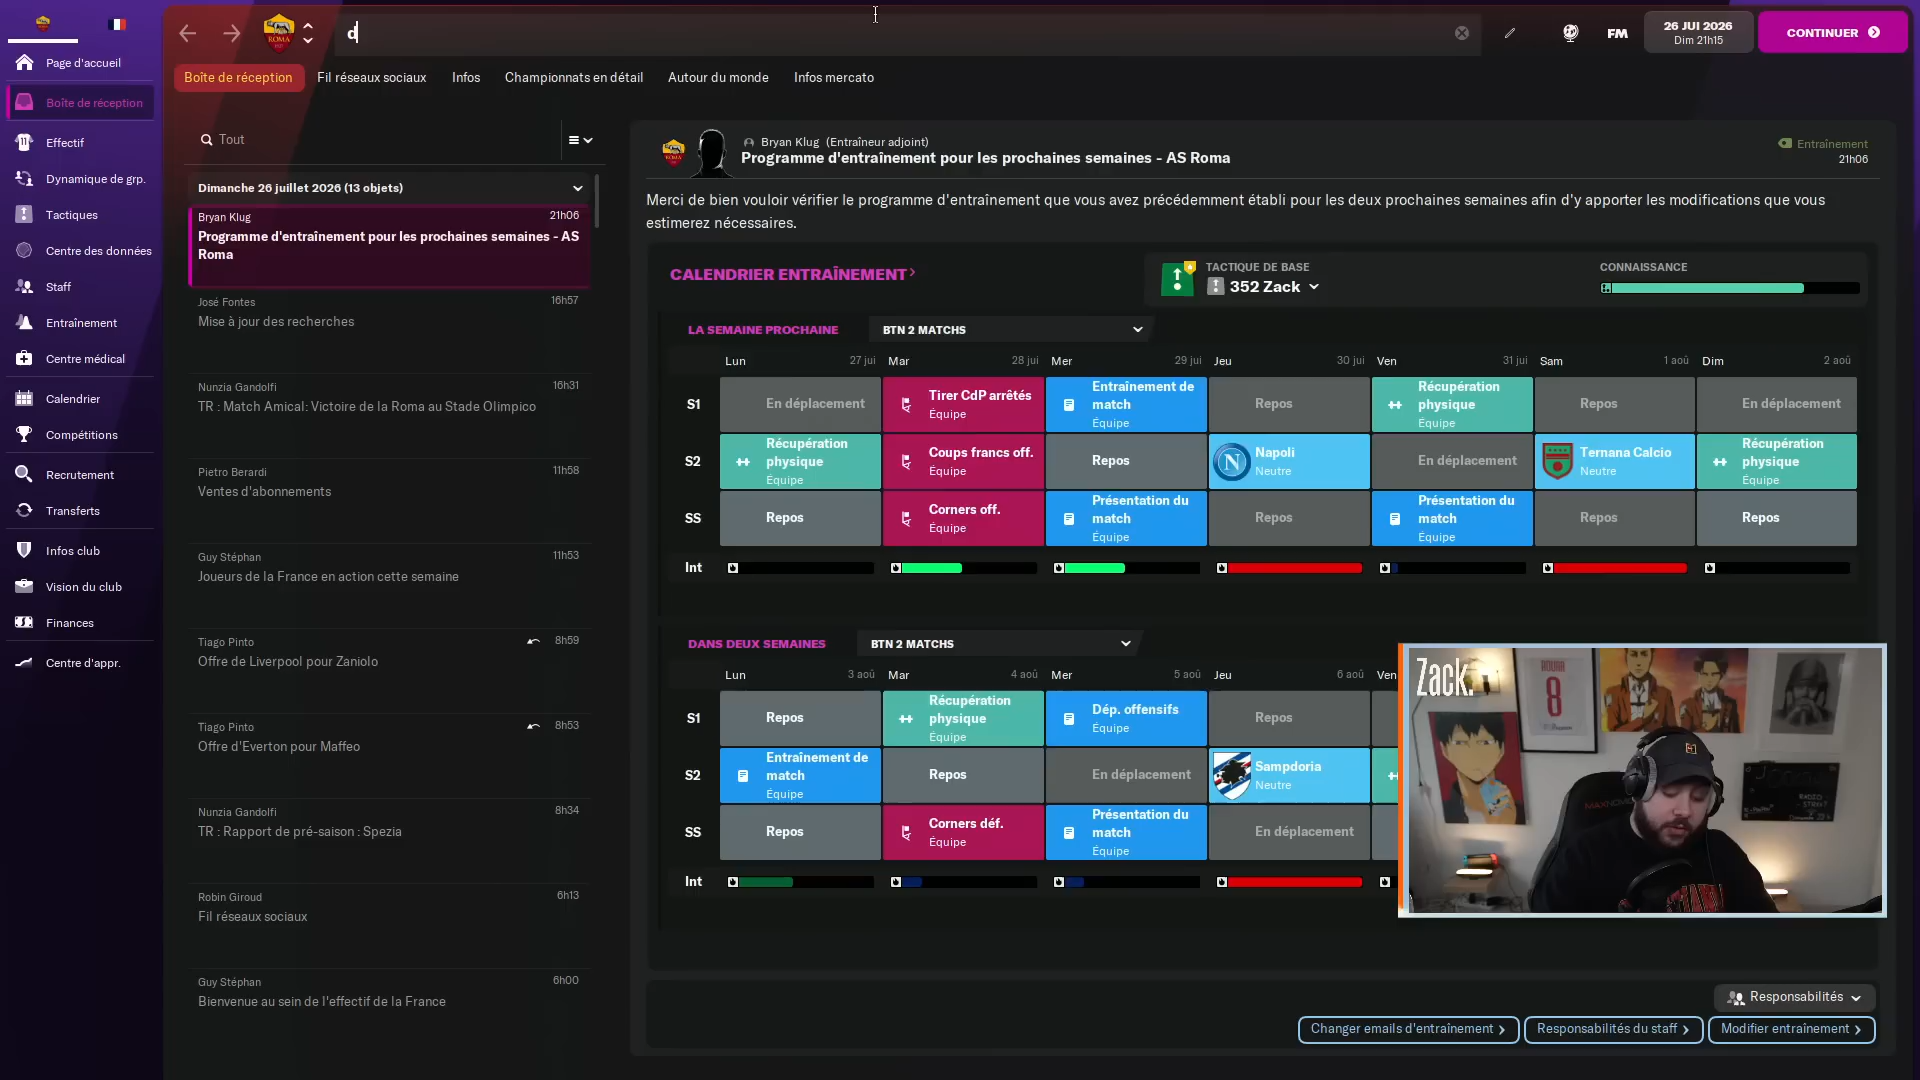 d
FM
26 JUI 2026
Dim 21h15
CONTINUER
Page d'accueil
Boîte de réception
Effectif
Dynamique de grp.
Tactiques
Centre des données
Staff
Entraînement
Centre médical
Calendrier
Compétitions
Recrutement
Transferts
Infos club
Vision du club
Finances
Centre d'appr.
Boîte de réception
Fil réseaux sociaux
Infos
Championnats en détail
Autour du monde
Infos mercato
Tout
Dimanche 26 juillet 2026 (13 objets)
Bryan Klug
21h06
Programme d'entraînement pour les prochaines semaines - AS
Roma
José Fontes
16h57
Mise à jour des recherches
Nunzia Gandolfi
16h31
TR : Match Amical: Victoire de la Roma au Stade Olimpico
Pietro Berardi
11h58
Ventes d'abonnements
Guy Stéphan
11h53
Joueurs de la France en action cette semaine
Tiago Pinto
8h59
Offre de Liverpool pour Zaniolo
Tiago Pinto
8h53
Offre d'Everton pour Maffeo
Nunzia Gandolfi
8h34
TR : Rapport de pré-saison : Spezia
Robin Giroud
6h13
Fil réseaux sociaux
Guy Stéphan
6h00
Bienvenue au sein de l'effectif de la France
Bryan Klug (Entraîneur adjoint)
Programme d'entraînement pour les prochaines semaines - AS Roma
Entraînement
21h06
Merci de bien vouloir vérifier le programme d'entraînement que vous avez précédemment établi pour les deux prochaines semaines afin d'y apporter les modifications que vous
estimerez nécessaires.
CALENDRIER ENTRAÎNEMENT
TACTIQUE DE BASE
352 Zack
CONNAISSANCE
LA SEMAINE PROCHAINE
BTN 2 MATCHS
Lun 27 jui Mar 28 jui Mer 29 jui Jeu 30 jui Ven 31 jui Sam 1 aoû Dim 2 aoû
S1
En déplacement
Tirer CdP arrêtés
Équipe
Entraînement de
match
Équipe
Repos
Récupération
physique
Équipe
Repos
En déplacement
S2
Récupération
physique
Équipe
Coups francs off.
Équipe
Repos
Napoli
Neutre
En déplacement
Ternana Calcio
Neutre
Récupération
physique
Équipe
SS
Repos
Corners off.
Équipe
Présentation du
match
Équipe
Repos
Présentation du
match
Équipe
Repos
Repos
Int
DANS DEUX SEMAINES
BTN 2 MATCHS
Lun 3 aoû Mar 4 aoû Mer 5 aoû Jeu 6 aoû Ven
S1
Repos
Récupération
physique
Équipe
Dép. offensifs
Équipe
Repos
S2
Entraînement de
match
Équipe
Repos
En déplacement
Sampdoria
Neutre
SS
Repos
Corners déf.
Équipe
Présentation du
match
Équipe
En déplacement
Int
Zack.
8
Responsabilités
Changer emails d'entraînement
Responsabilités du staff
Modifier entraînement